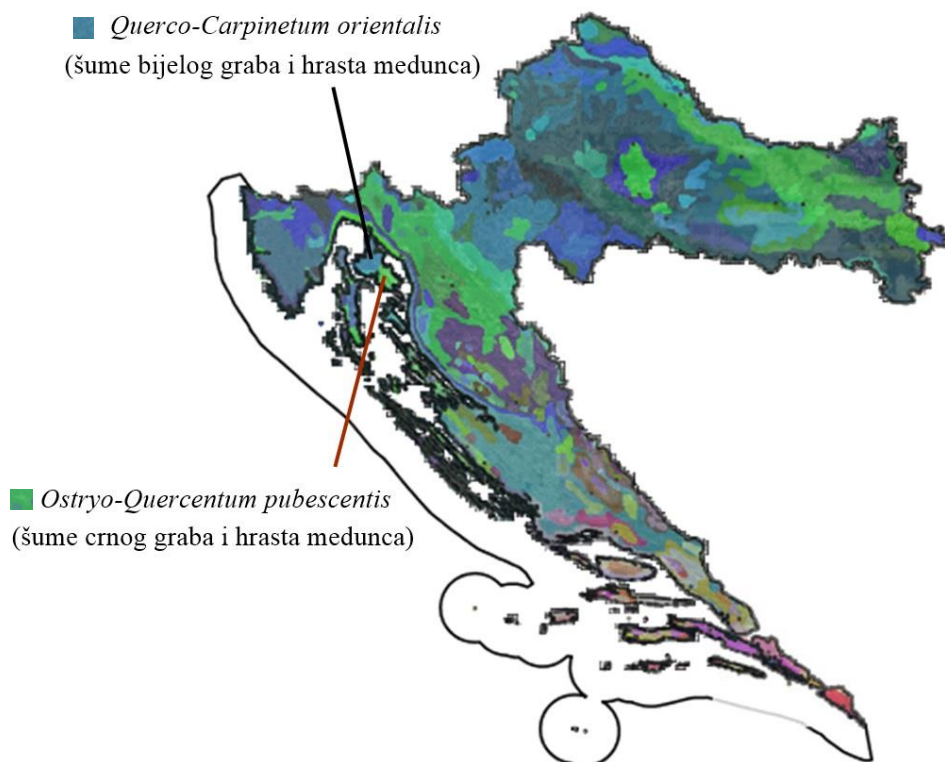 Querco-Carpinetum orientalis
(šume bijelog graba i hrasta medunca)
Ostryo-Quercentum pubescentis
(šume crnog graba i hrasta medunca)